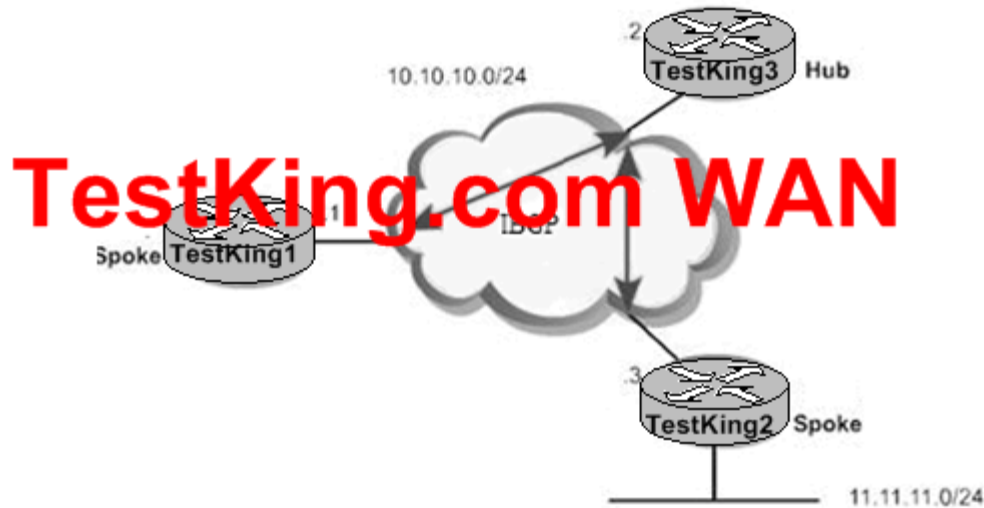 .2
TestKing3 Hub
10.10.10.0/24
TestKing.com WAN
.1
IBGP
Spoke TestKing1
.3
TestKing2 Spoke
11.11.11.0/24